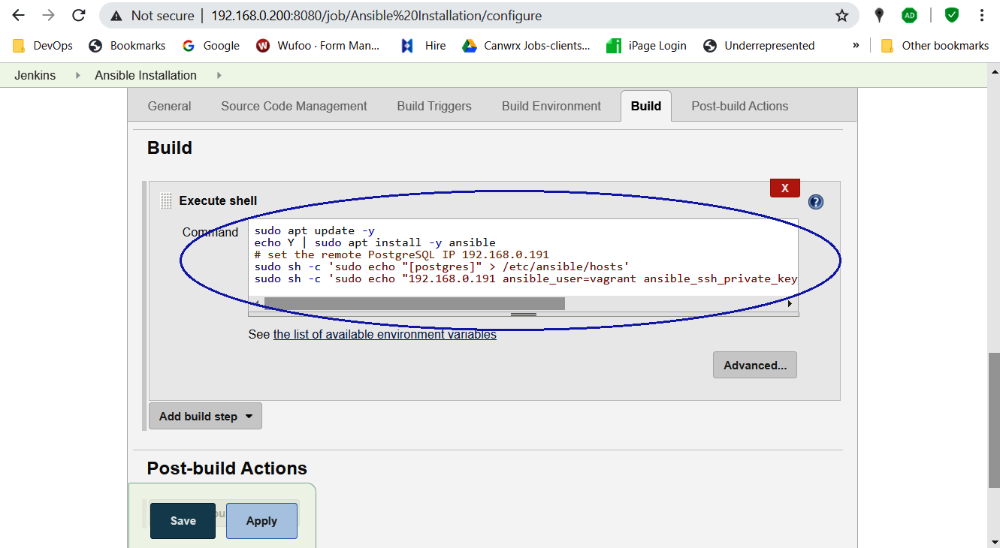 Not secure | 192.168.0.200:8080/job/Ansible%20Installation/configure
AD
DevOps Bookmarks Google Wufoo · Form Man... Hire Canwrx Jobs-clients... iPage Login Underrepresented » Other bookmarks
Jenkins Ansible Installation
General Source Code Management Build Triggers Build Environment Build Post-build Actions
Build
X
Execute shell
?
Command
sudo apt update -y
echo Y | sudo apt install -y ansible
# set the remote PostgreSQL IP 192.168.0.191
sudo sh -c 'sudo echo "[postgres]" > /etc/ansible/hosts'
sudo sh -c 'sudo echo "192.168.0.191 ansible_user=vagrant ansible_ssh_private_key
See the list of available environment variables
Advanced...
Add build step
Post-build Actions
Save Apply